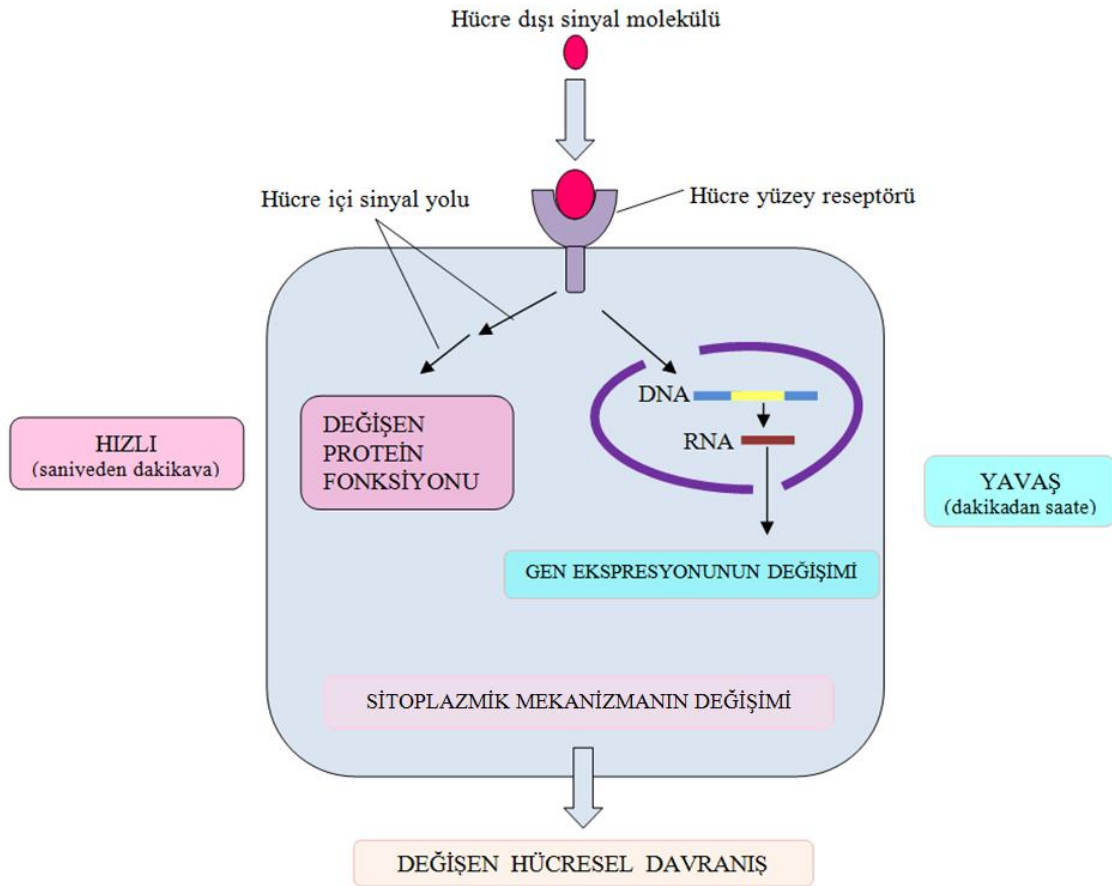 Hücre dışı sinyal molekülü
Hücre içi sinyal yolu
Hücre yüzey reseptörü
DNA
RNA
DEĞİŞEN
PROTEİN
FONKSİYONU
HIZLI
(saniyeden dakikaya)
YAVAŞ
(dakikadan saate)
GEN EKSPRESYONUNUN DEĞİŞİMİ
SİTOPLAZMİK MEKANİZMANIN DEĞİŞİMİ
DEĞİŞEN HÜCRESEL DAVRANIŞ